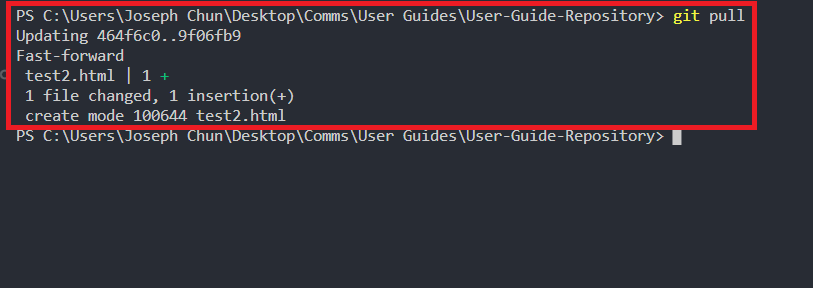 PS C:\Users\Joseph Chun\Desktop\Comms\User Guides\User-Guide-Repository> git pull
Updating 464f6c0..9f06fb9
Fast-forward
 test2.html | 1 +
 1 file changed, 1 insertion(+)
 create mode 100644 test2.html
PS C:\Users\Joseph Chun\Desktop\Comms\User Guides\User-Guide-Repository>